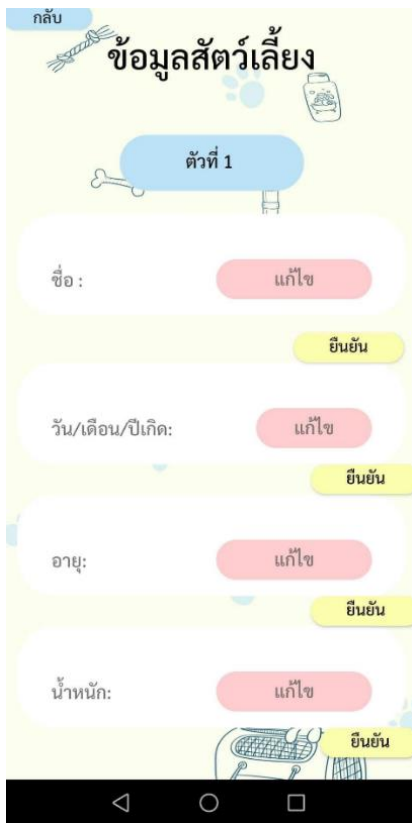 กลับ
ข้อมูลสัตว์เลี้ยง
ตัวที่ 1
ชื่อ : แก้ไข
ยืนยัน
วัน/เดือน/ปีเกิด: แก้ไข
ยืนยัน
อายุ: แก้ไข
ยืนยัน
น้ำหนัก: แก้ไข
ยืนยัน